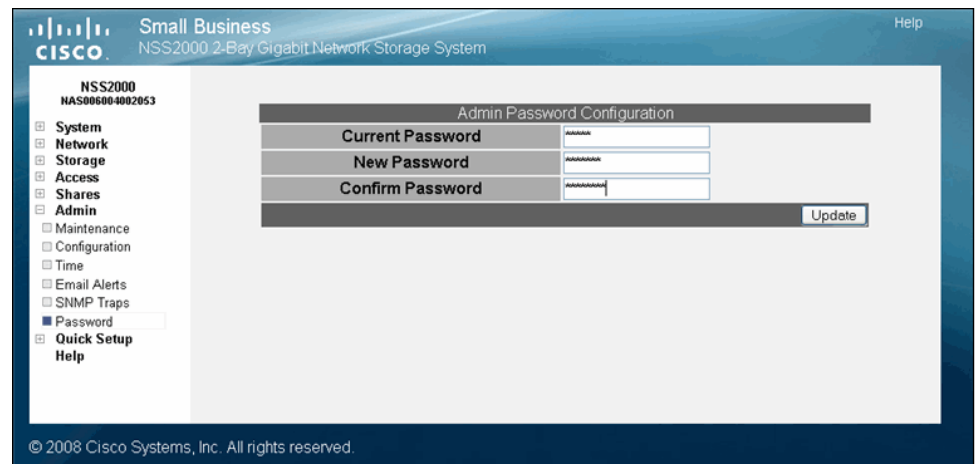 CISCO
Small Business
NSS2000 2-Bay Gigabit Network Storage System
Help
NSS2000
NAS006004002053
System
Network
Storage
Access
Shares
Admin
Maintenance
Configuration
Time
Email Alerts
SNMP Traps
Password
Quick Setup
Help
Admin Password Configuration
Current Password *****
New Password *******
Confirm Password ********
Update
© 2008 Cisco Systems, Inc. All rights reserved.